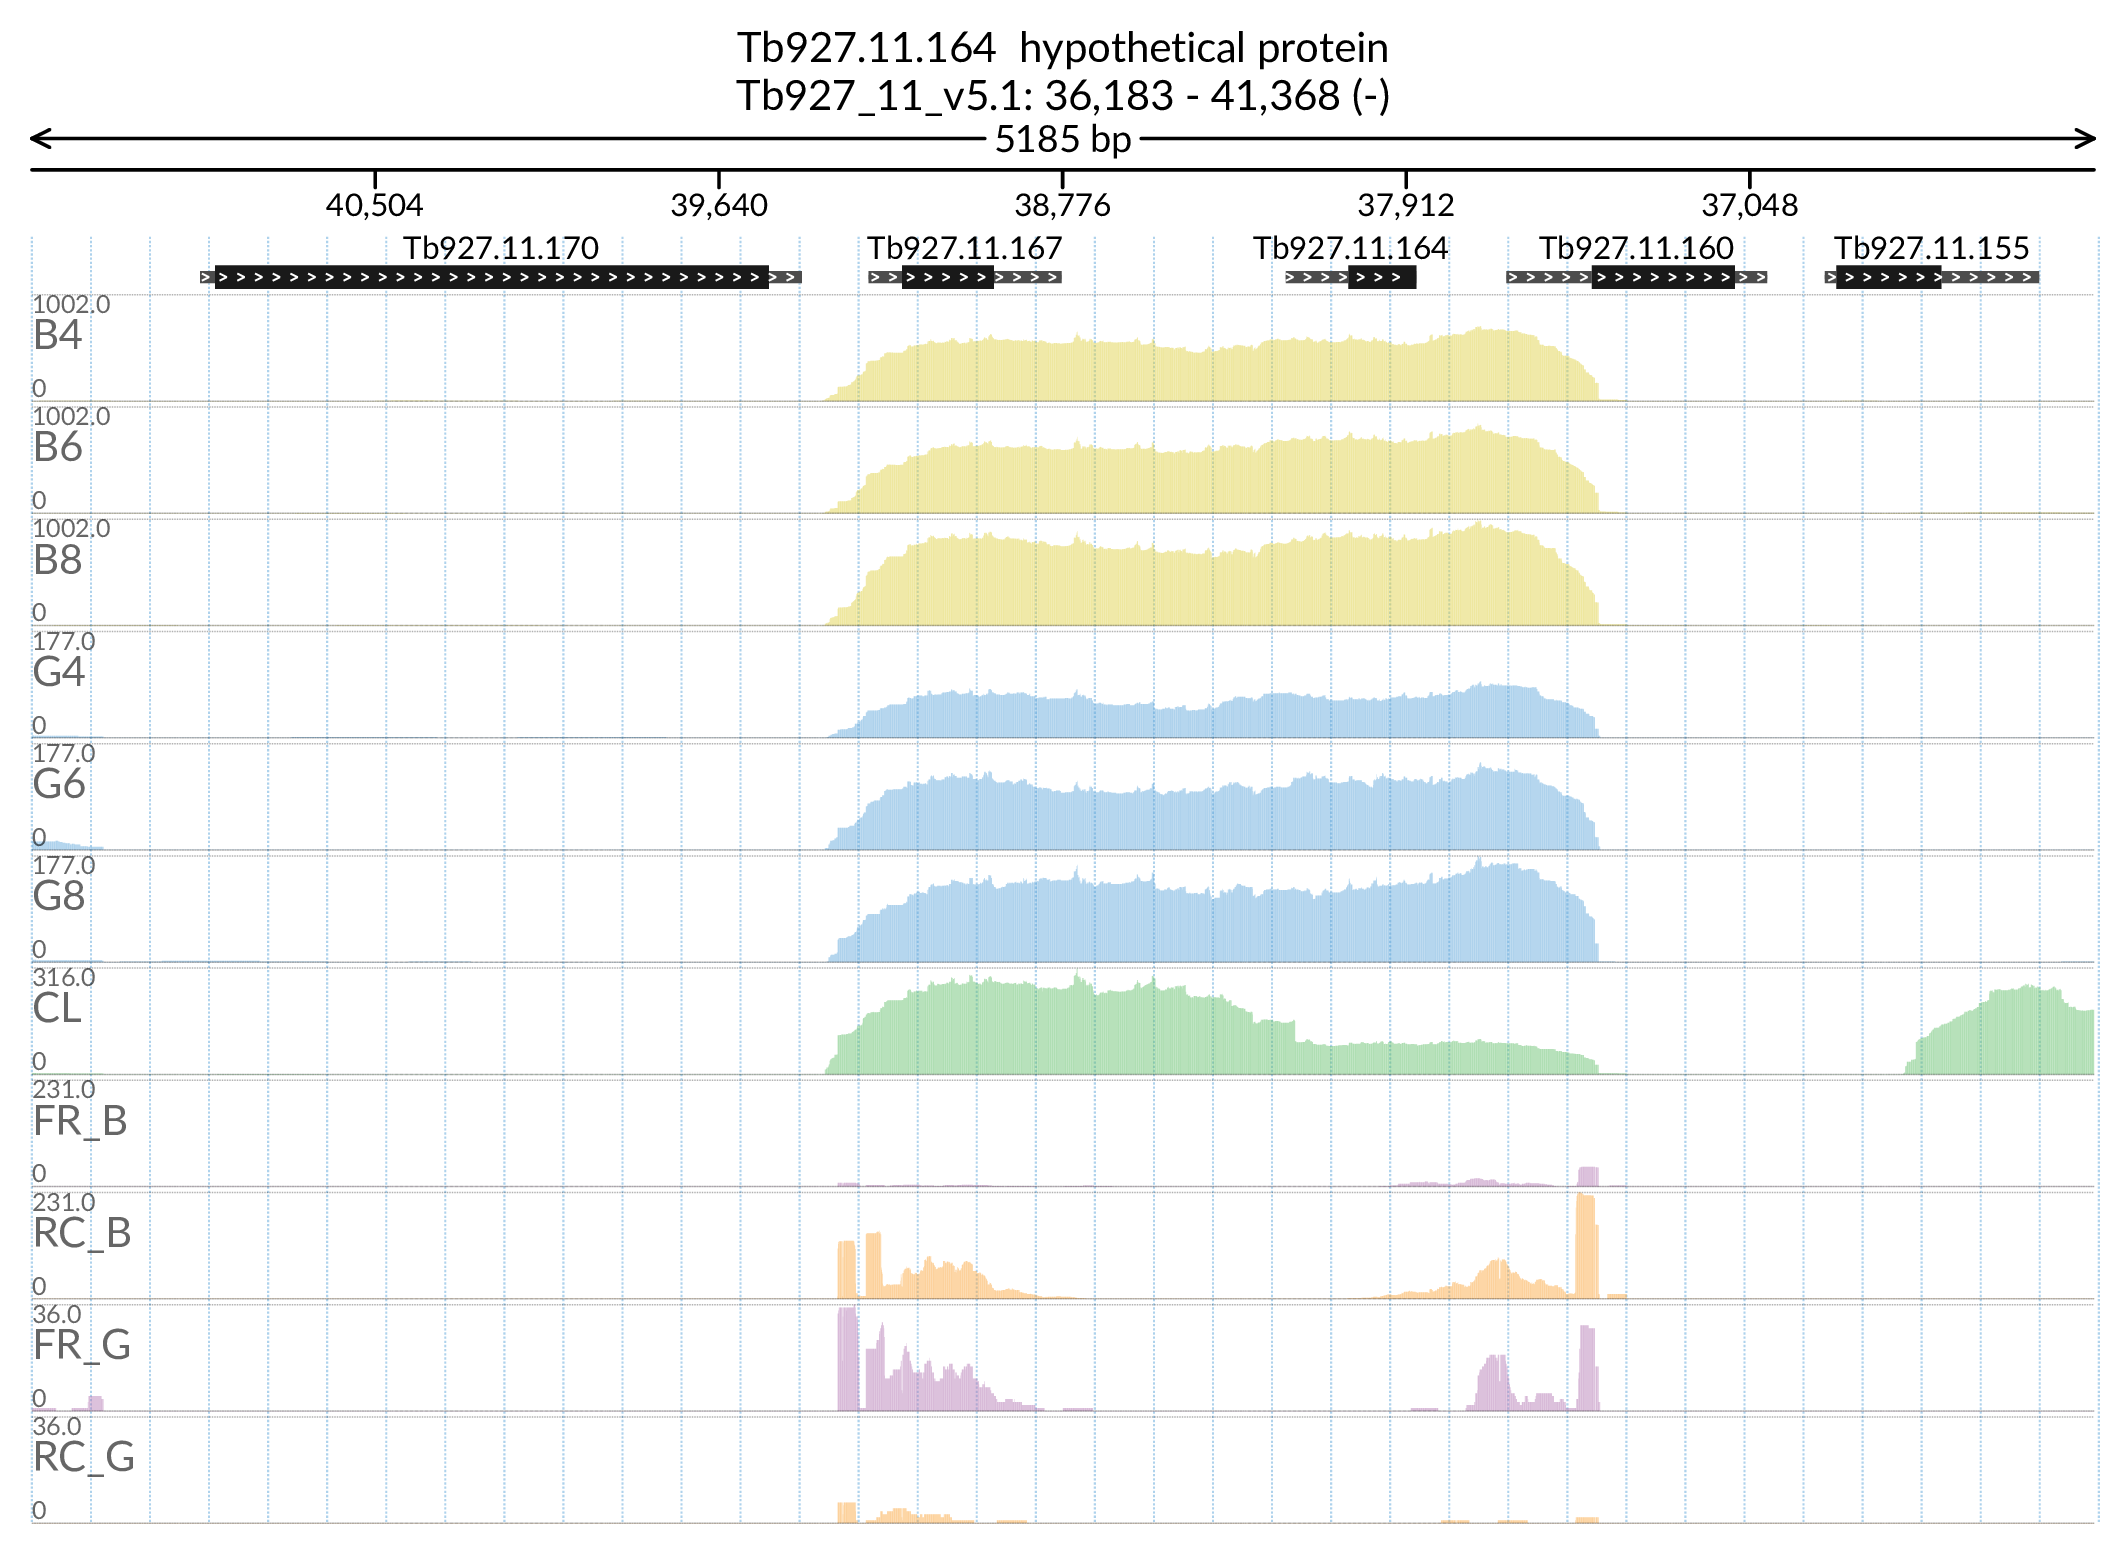 Tb927.11.164  hypothetical protein
Tb927_11_v5.1: 36,183 - 41,368 (-)
5185 bp
40,504 39,640 38,776 37,912 37,048
Tb927.11.170 Tb927.11.167 Tb927.11.164 Tb927.11.160 Tb927.11.155
1002.0
B4
0
1002.0
B6
0
1002.0
B8
0
177.0
G4
0
177.0
G6
0
177.0
G8
0
316.0
CL
0
231.0
FR_B
0
231.0
RC_B
0
36.0
FR_G
0
36.0
RC_G
0